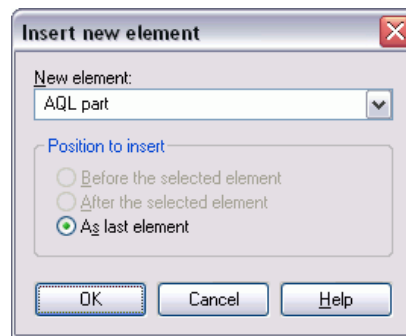 Insert new element
New element:
AQL part
Position to insert
Before the selected element
After the selected element
As last element
OK Cancel Help